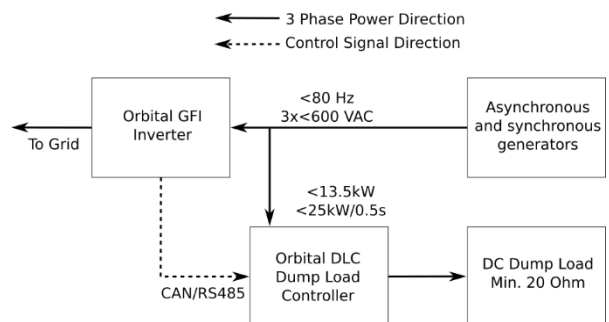 3 Phase Power Direction
Control Signal Direction
Orbital GFI
Inverter
To Grid
<80 Hz
3x<600 VAC
Asynchronous
and synchronous
generators
<13.5kW
<25kW/0.5s
CAN/RS485
Orbital DLC
Dump Load
Controller
DC Dump Load
Min. 20 Ohm